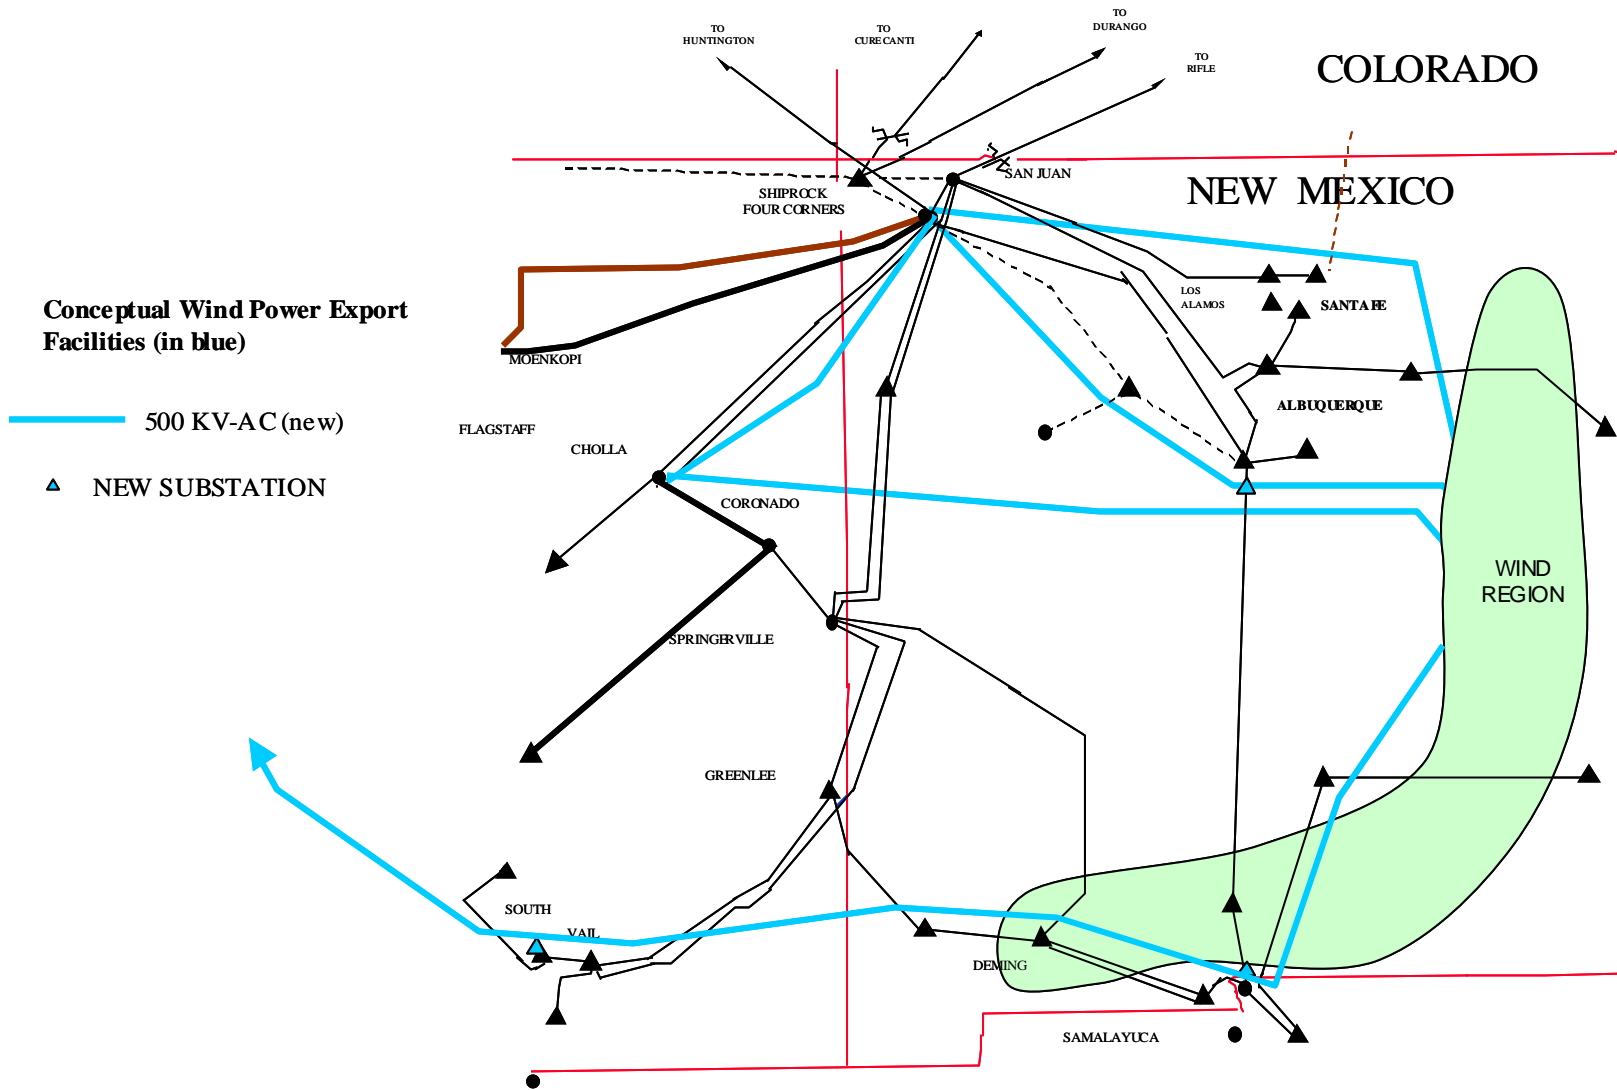 TO
HUNTINGTON
TO
CURECANTI
TO
DURANGO
TO
RIFLE
COLORADO
SAN JUAN
NEW MEXICO
SHIPROCK
FOUR CORNERS
LOS
ALAMOS
SANTA FE
Conceptual Wind Power Export
Facilities (in blue)
MOENKOPI
500 KV-AC (new)
FLAGSTAFF
CHOLLA
ALBUQUERQUE
NEW SUBSTATION
CORONADO
WIND
REGION
SPRINGERVILLE
GREENLEE
SOUTH
VAIL
DEMING
SAMALAYUCA